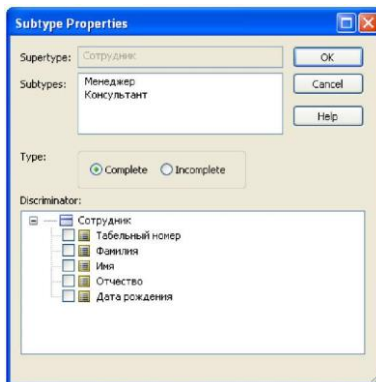 Subtype Properties
Supertype: Сотрудник OK
Subtypes: Менеджер Cancel
Консультант
Help
Type:
Complete Incomplete
Discriminator:
Сотрудник
Табельный номер
Фамилия
Имя
Отчество
Дата рождения